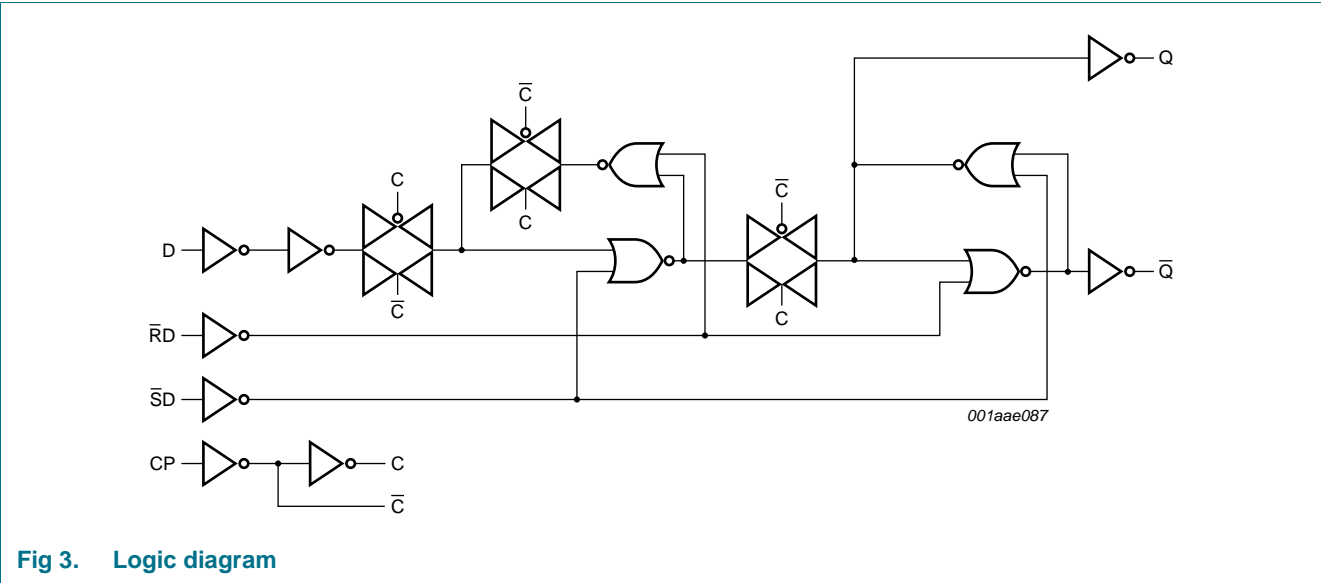 Q
C̅
C
C̅
C
D
C̅
C
Q̅
R̅D
S̅D
001aae087
CP
C
C̅
Fig 3. Logic diagram